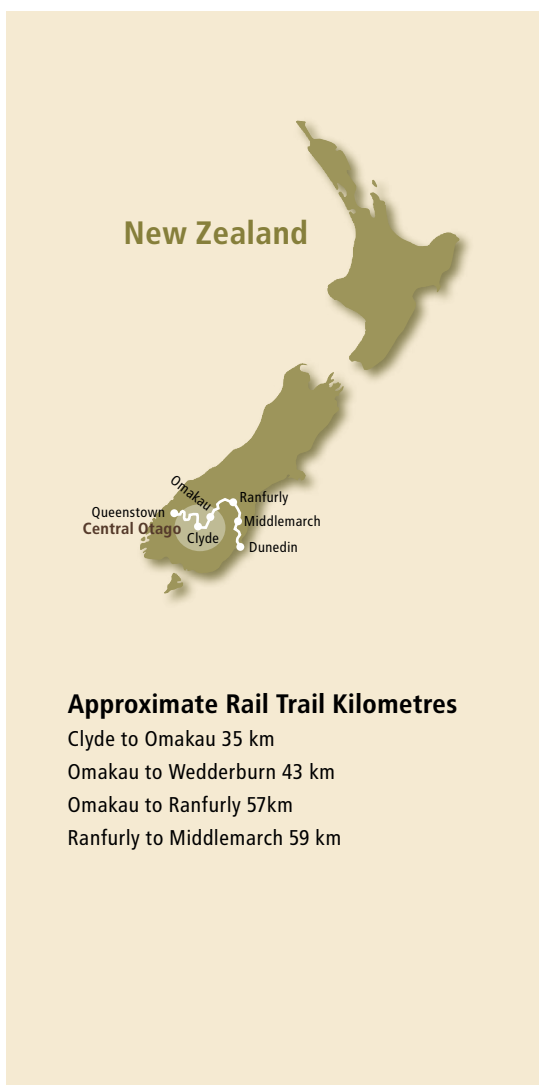 New Zealand
Omakau
Ranfurly
Queenstown
Middlemarch
Central Otago
Clyde
Dunedin
Approximate Rail Trail Kilometres
Clyde to Omakau 35 km
Omakau to Wedderburn 43 km
Omakau to Ranfurly 57km
Ranfurly to Middlemarch 59 km